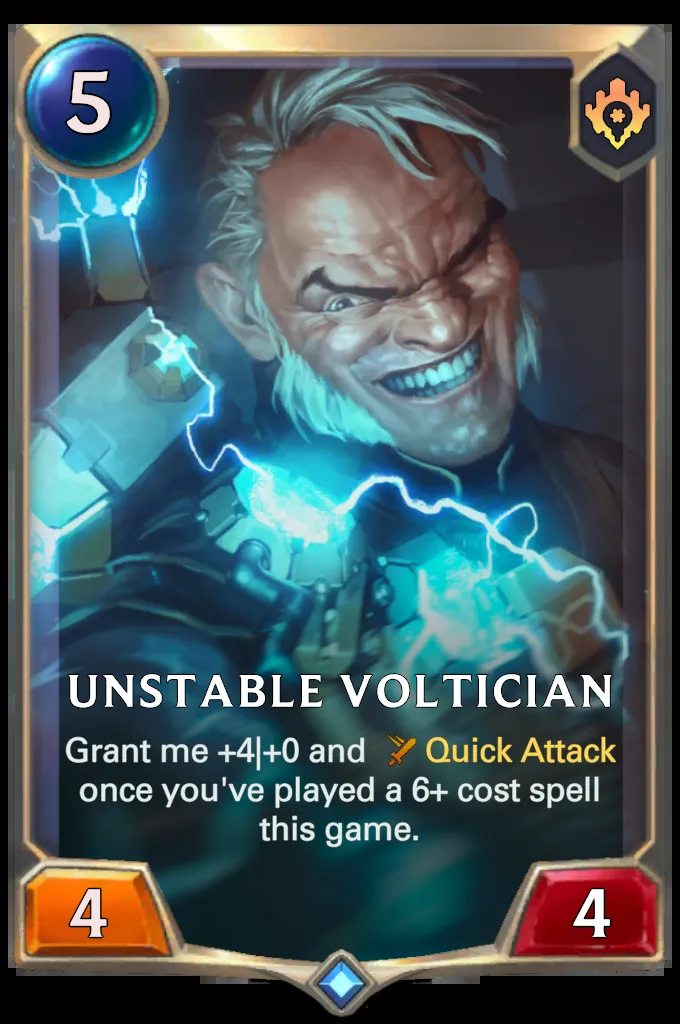 5
UNSTABLE VOLTICIAN
Grant me +4|+0 and Quick Attack
once you've played a 6+ cost spell
this game.
4
4